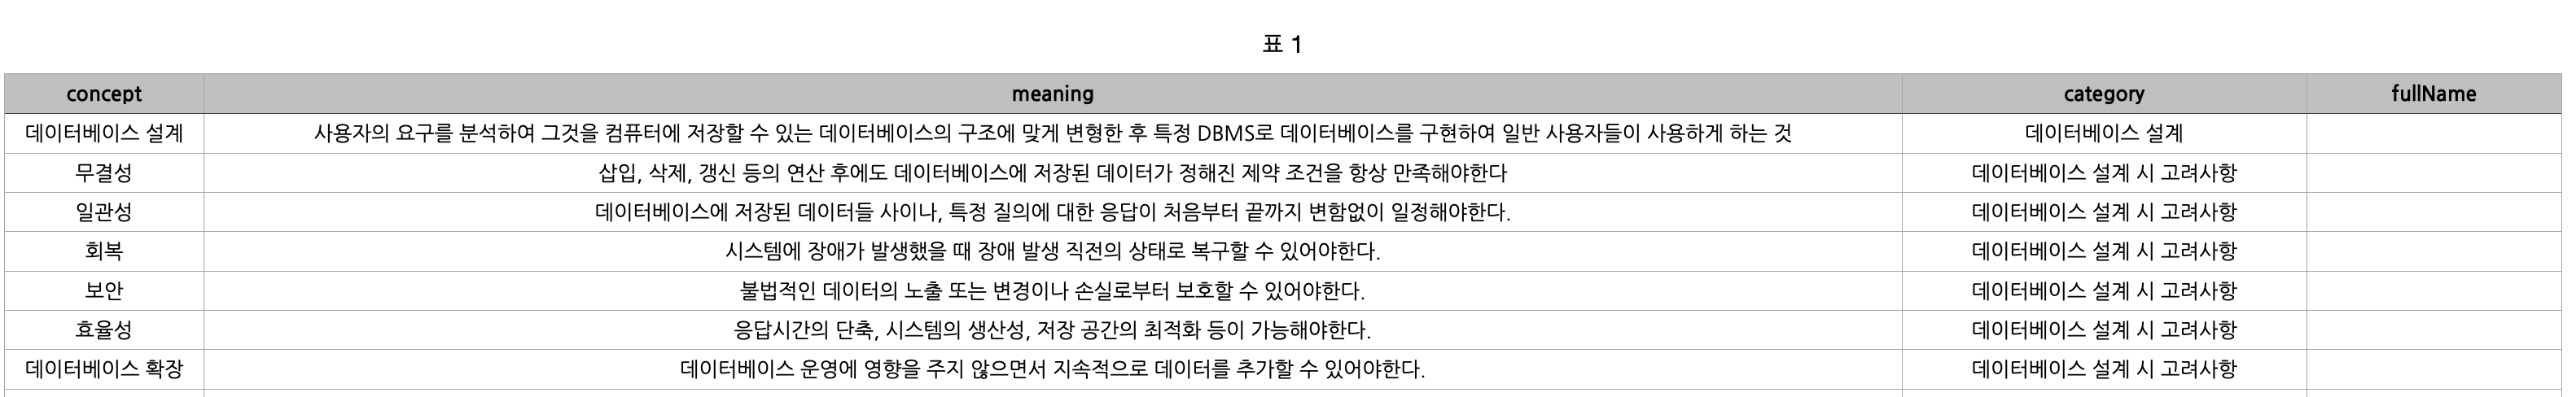 표 1
concept meaning category fullName
데이터베이스 설계 사용자의 요구를 분석하여 그것을 컴퓨터에 저장할 수 있는 데이터베이스의 구조에 맞게 변형한 후 특정 DBMS로 데이터베이스를 구현하여 일반 사용자들이 사용하게 하는 것 데이터베이스 설계
무결성 삽입, 삭제, 갱신 등의 연산 후에도 데이터베이스에 저장된 데이터가 정해진 제약 조건을 항상 만족해야한다 데이터베이스 설계 시 고려사항
일관성 데이터베이스에 저장된 데이터들 사이나, 특정 질의에 대한 응답이 처음부터 끝까지 변함없이 일정해야한다. 데이터베이스 설계 시 고려사항
회복 시스템에 장애가 발생했을 때 장애 발생 직전의 상태로 복구할 수 있어야한다. 데이터베이스 설계 시 고려사항
보안 불법적인 데이터의 노출 또는 변경이나 손실로부터 보호할 수 있어야한다. 데이터베이스 설계 시 고려사항
효율성 응답시간의 단축, 시스템의 생산성, 저장 공간의 최적화 등이 가능해야한다. 데이터베이스 설계 시 고려사항
데이터베이스 확장 데이터베이스 운영에 영향을 주지 않으면서 지속적으로 데이터를 추가할 수 있어야한다. 데이터베이스 설계 시 고려사항